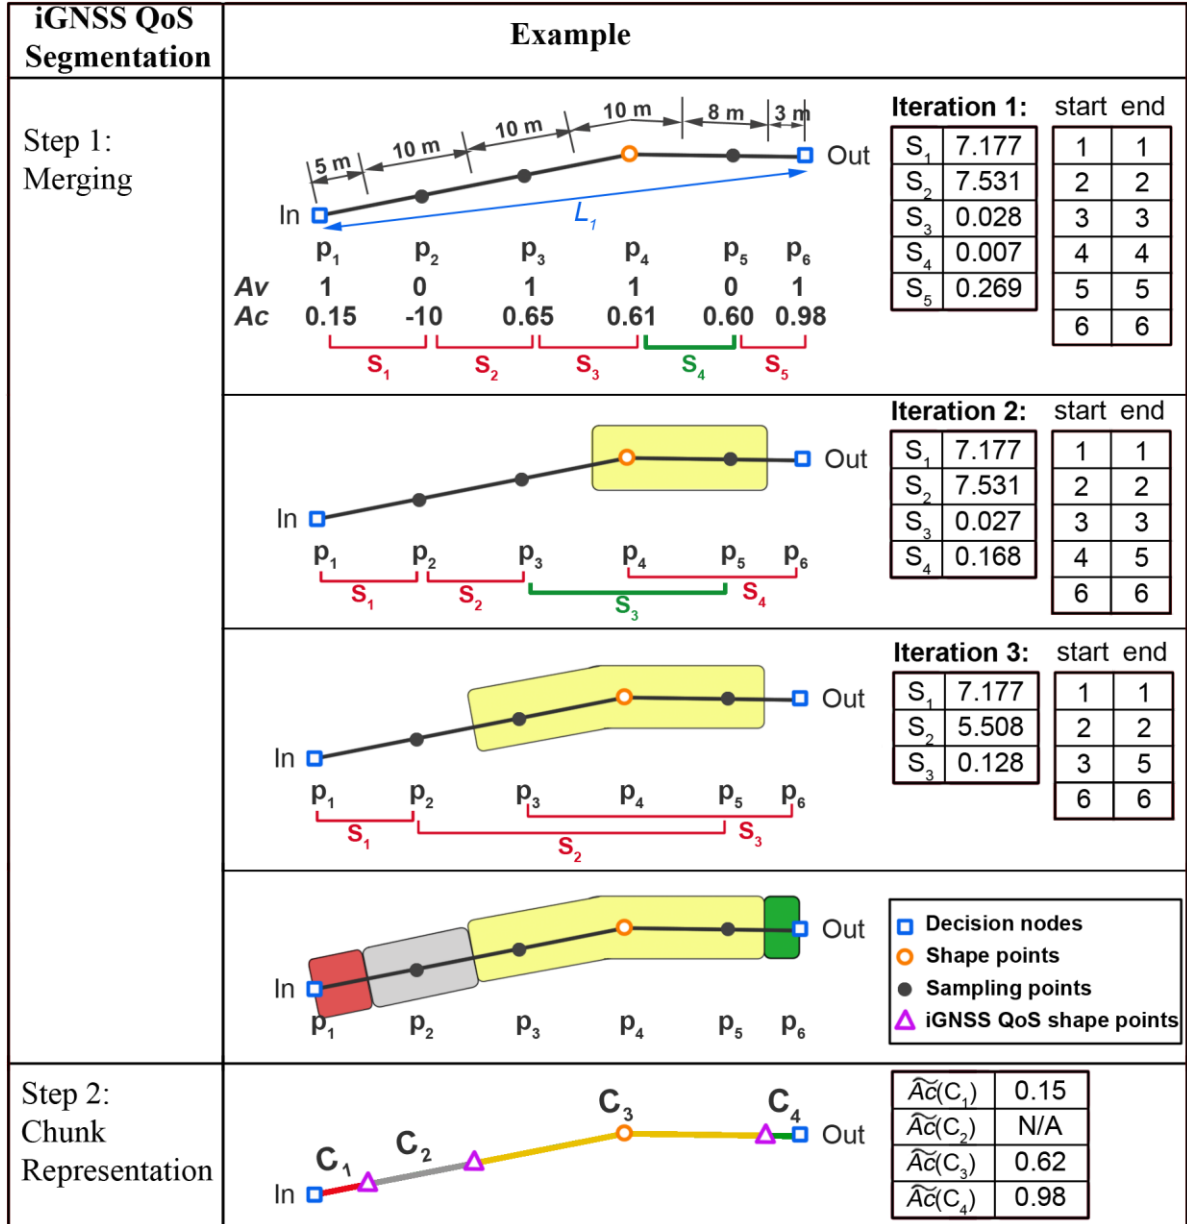 iGNSS QoS
Segmentation
Example
Step 1:
Merging
5 m 10 m 10 m 10 m 8 m 3 m
In Out
L₁
p₁ p₂ p₃ p₄ p₅ p₆
Av 1 0 1 1 0 1
Ac 0.15 -10 0.65 0.61 0.60 0.98
S₁ S₂ S₃ S₄ S₅
Iteration 1: start end
S₁ 7.177 1 1
S₂ 7.531 2 2
S₃ 0.028 3 3
S₄ 0.007 4 4
S₅ 0.269 5 5
6 6
In Out
p₁ p₂ p₃ p₄ p₅ p₆
S₁ S₂ S₃ S₄
Iteration 2: start end
S₁ 7.177 1 1
S₂ 7.531 2 2
S₃ 0.027 3 3
S₄ 0.168 4 5
6 6
In Out
p₁ p₂ p₃ p₄ p₅ p₆
S₁ S₂ S₃
Iteration 3: start end
S₁ 7.177 1 1
S₂ 5.508 2 2
S₃ 0.128 3 5
6 6
In Out
p₁ p₂ p₃ p₄ p₅ p₆
Decision nodes
Shape points
Sampling points
iGNSS QoS shape points
Step 2:
Chunk
Representation
In Out
C₁ C₂ C₃ C₄
A͠c(C₁) 0.15
A͠c(C₂) N/A
A͠c(C₃) 0.62
A͠c(C₄) 0.98